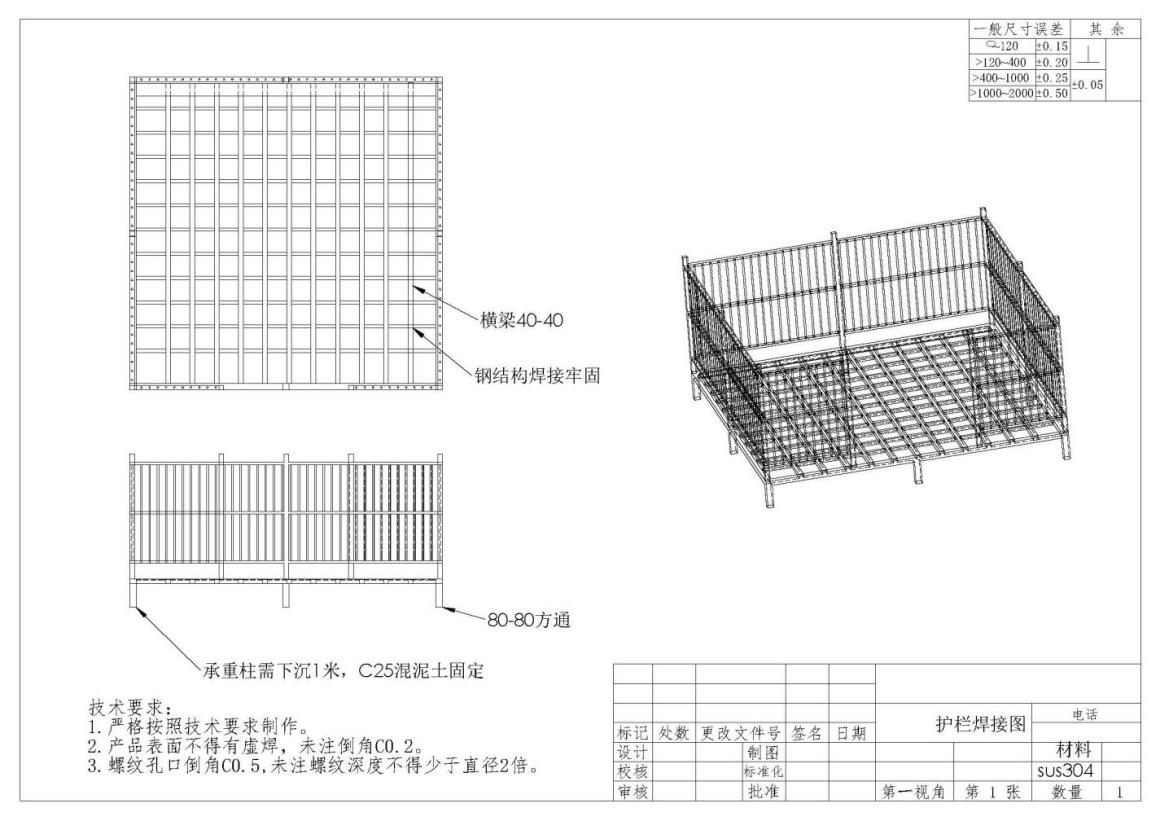 一般尺寸误差 其 余
~120 ±0.15
>120~400 ±0.20
>400~1000 ±0.25
±0.05
>1000~2000 ±0.50
横梁40-40
钢结构焊接牢固
80-80方通
承重柱需下沉1米，C25混泥土固定
技术要求：
1.严格按照技术要求制作。
2.产品表面不得有虚焊，未注倒角C0.2。
3.螺纹孔口倒角C0.5,未注螺纹深度不得少于直径2倍。
标记 处数 更改文件号 签名 日期
护栏焊接图
电话
设计 制图
材料
校核 标准化
sus304
审核 批准
第一视角 第 1 张 数量 1